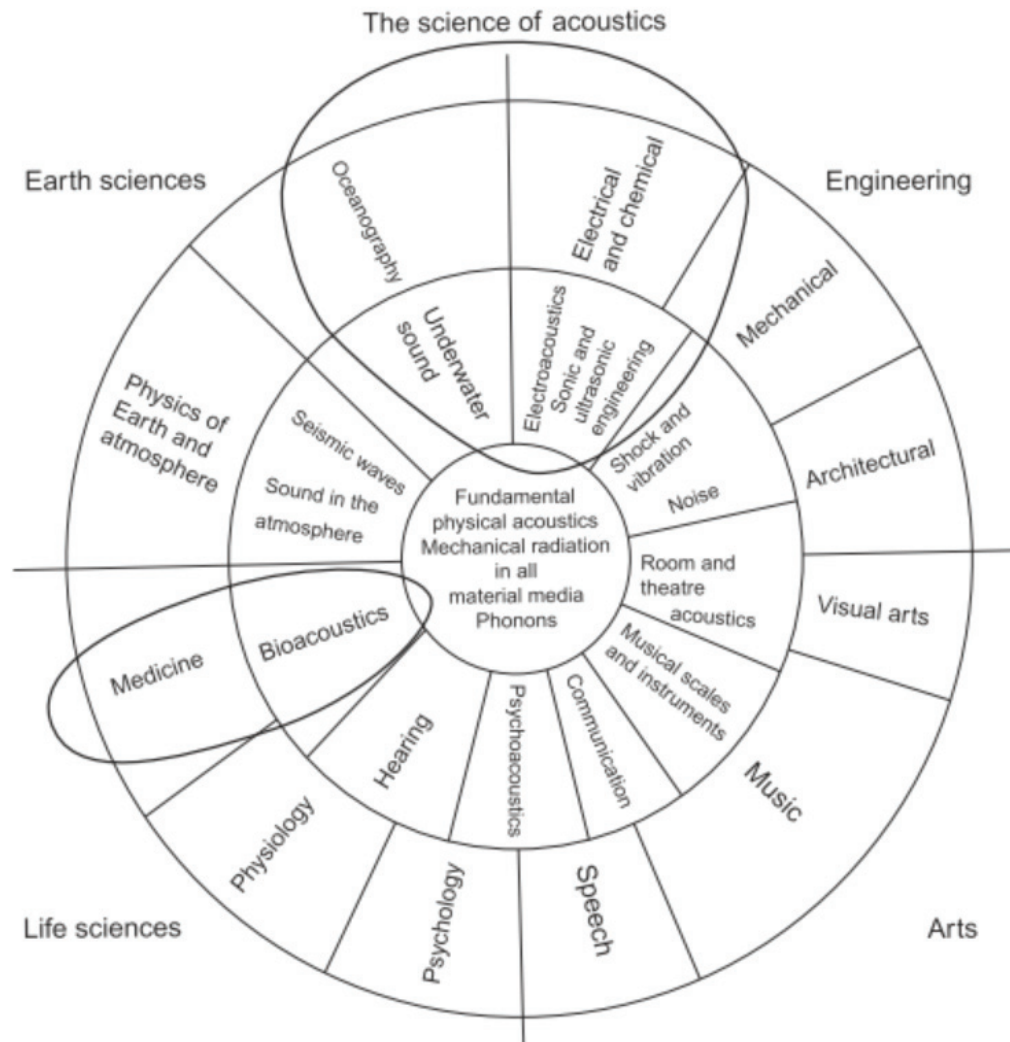 The science of acoustics
Earth sciences
Engineering
Oceanography
Electrical
and chemical
Mechanical
Architectural
Visual arts
Music
Speech
Psychology
Physiology
Medicine
Physics of
Earth and
atmosphere
Underwater
sound
Electroacoustics
Sonic and
ultrasonic
engineering
Shock and
vibration
Noise
Room and
theatre
acoustics
Musical scales
and instruments
Communication
Psychoacoustics
Hearing
Bioacoustics
Sound in the
atmosphere
Seismic waves
Fundamental
physical acoustics
Mechanical radiation
in all
material media
Phonons
Life sciences
Arts